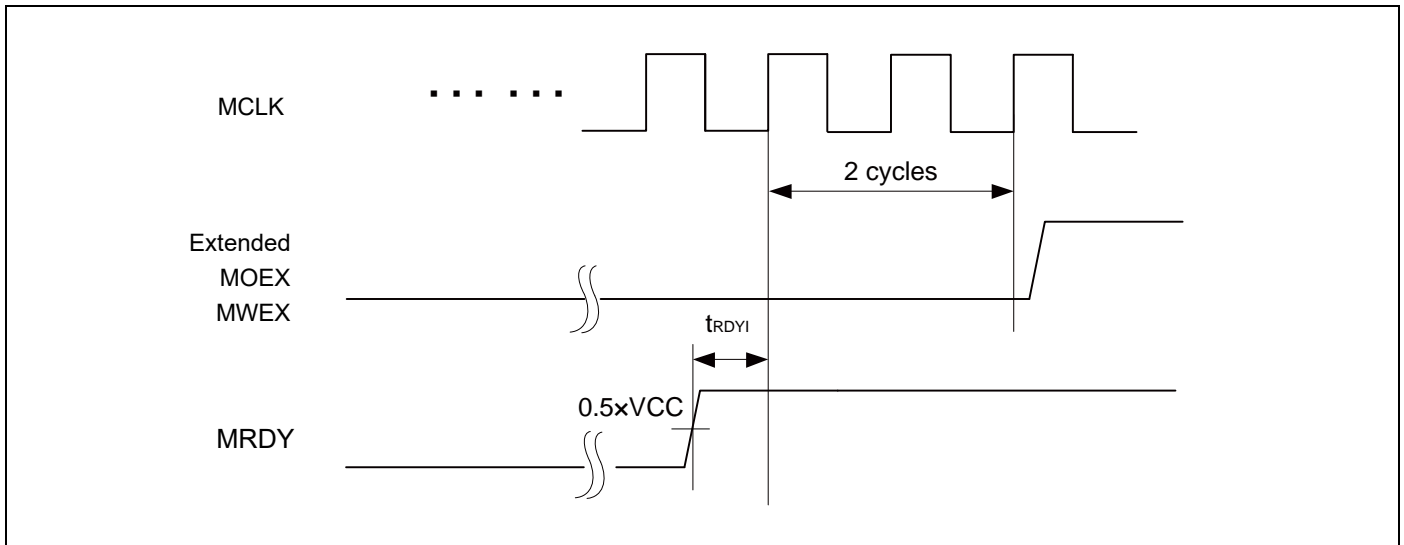 MCLK
2 cycles
Extended
MOEX
MWEX
tRDYI
0.5×VCC
MRDY